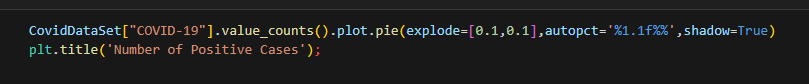 CovidDataSet["COVID-19"].value_counts().plot.pie(explode=[0.1,0.1],autopct='%1.1f%%',shadow=True)
plt.title('Number of Positive Cases');